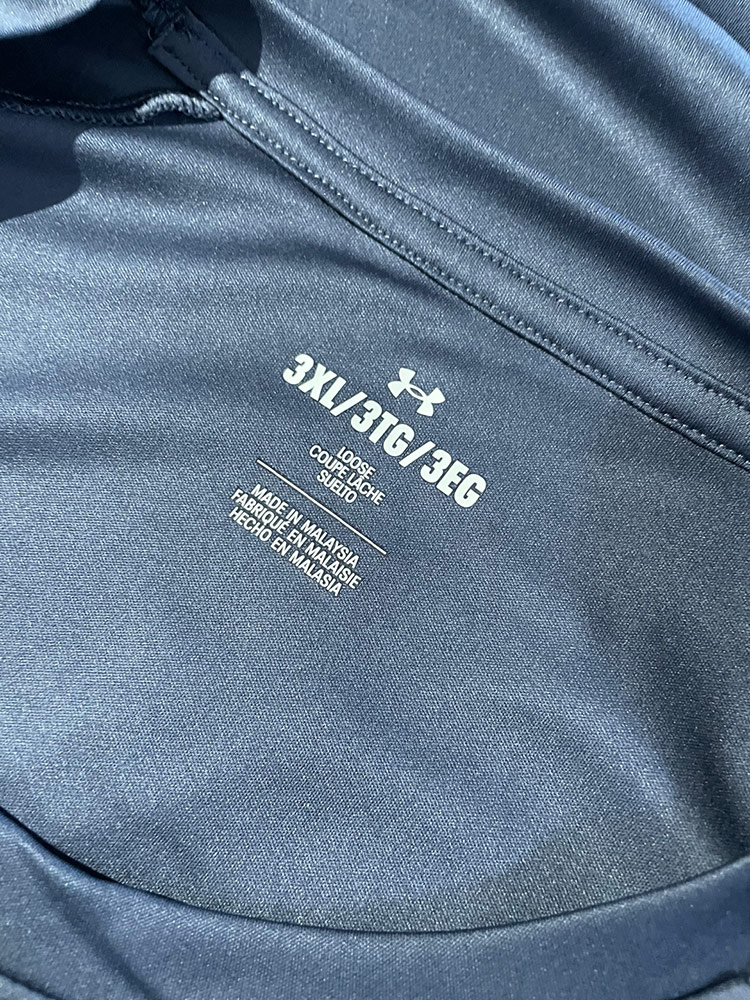 3XL/3TG/3EG
LOOSE
COUPE LÂCHE
SUELTO
MADE IN MALAYSIA
FABRIQUÉ EN MALAISIE
HECHO EN MALASIA